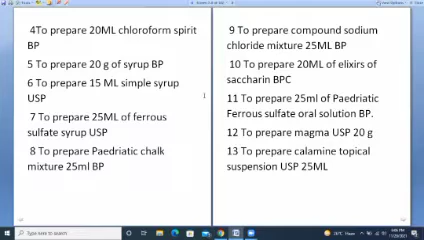 4To prepare 20ML chloroform spirit
BP
5 To prepare 20 g of syrup BP
6 To prepare 15 ML simple syrup
USP
7 To prepare 25ML of ferrous
sulfate syrup USP
8 To prepare Paedriatic chalk
mixture 25ml BP
9 To prepare compound sodium
chloride mixture 25ML BP
10 To prepare 20ML of elixirs of
saccharin BPC
11 To prepare 25ml of Paedriatic
Ferrous sulfate oral solution BP.
12 To prepare magma USP 20 g
13 To prepare calamine topical
suspension USP 25ML
Type here to search